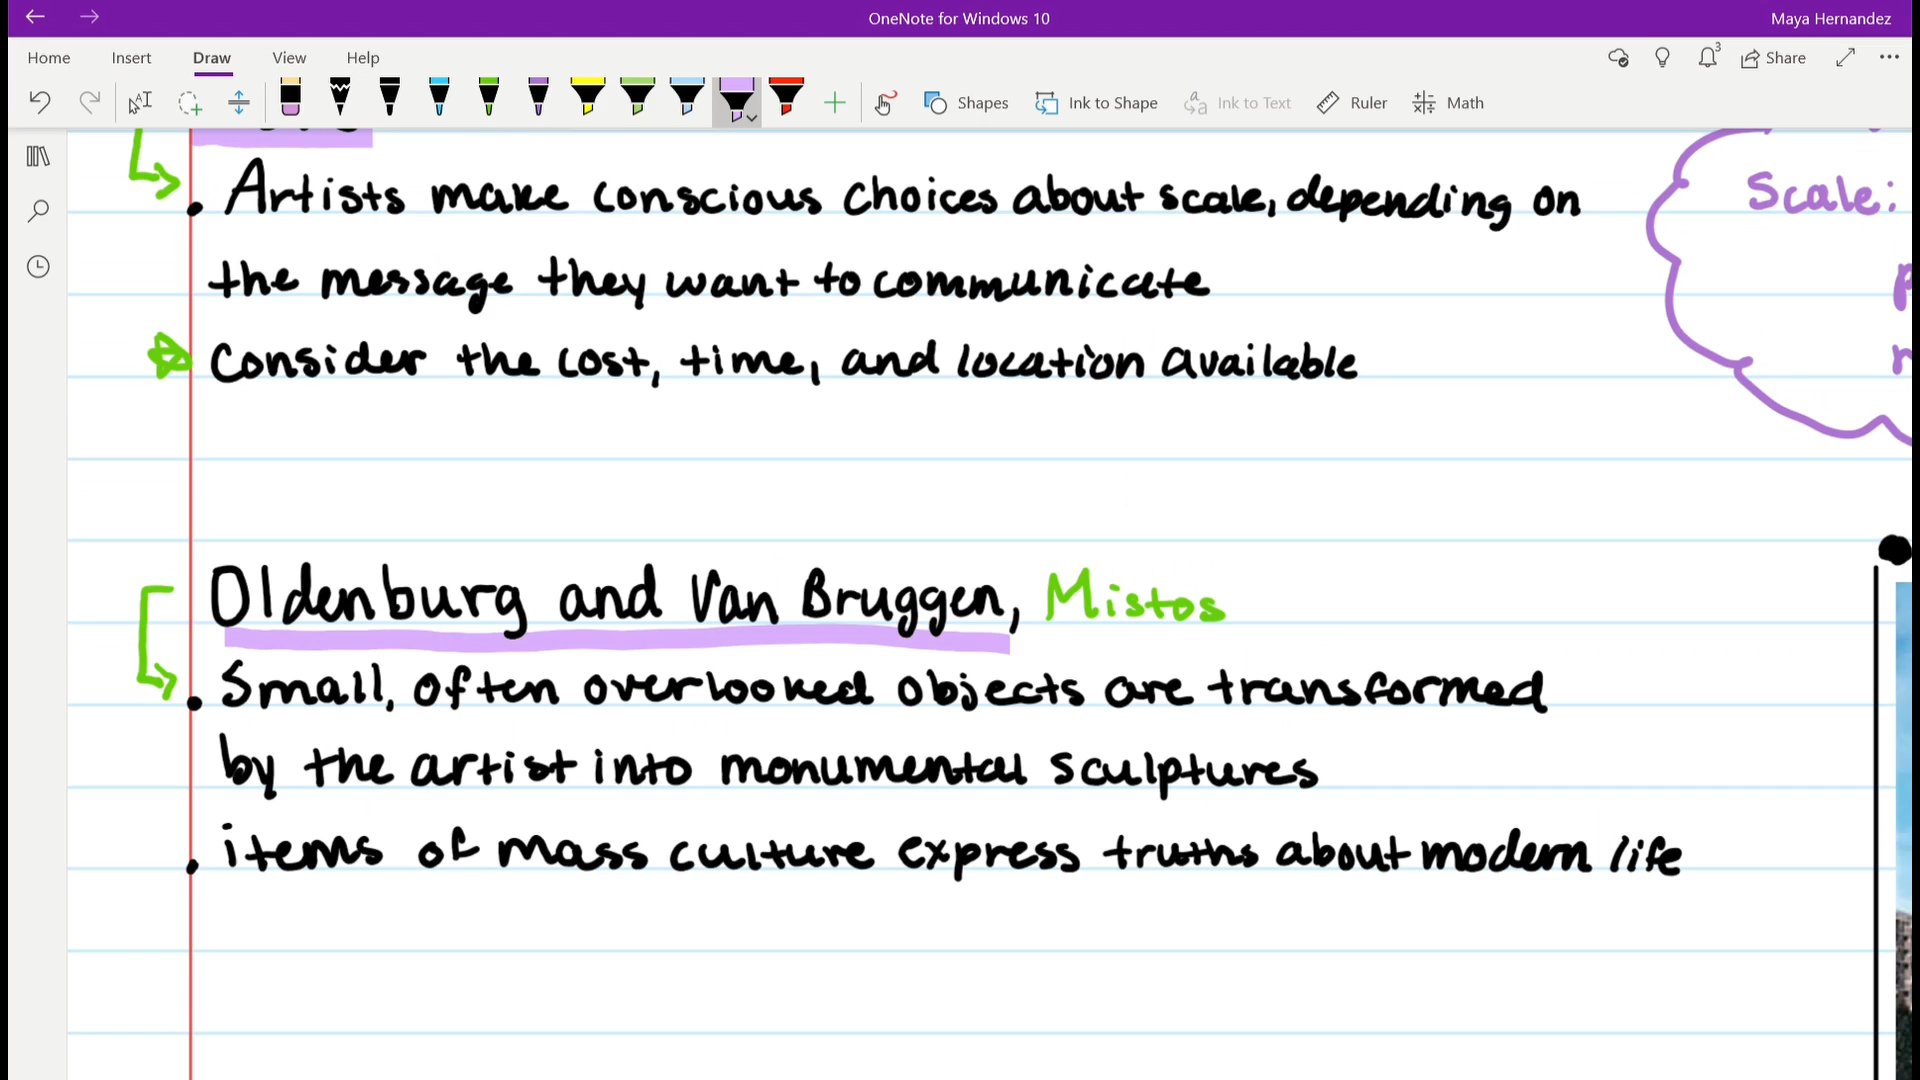 OneNote for Windows 10
Maya Hernandez
Home Insert Draw View Help
3 Share
Shapes Ink to Shape Ink to Text Ruler Math
Artists make conscious choices about scale, depending on
the message they want to communicate
Scale:
Consider the cost, time, and location available
Oldenburg and Van Bruggen, Mistos
Small, often overlooked objects are transformed
by the artist into monumental sculptures
items of mass culture express truths about modern life